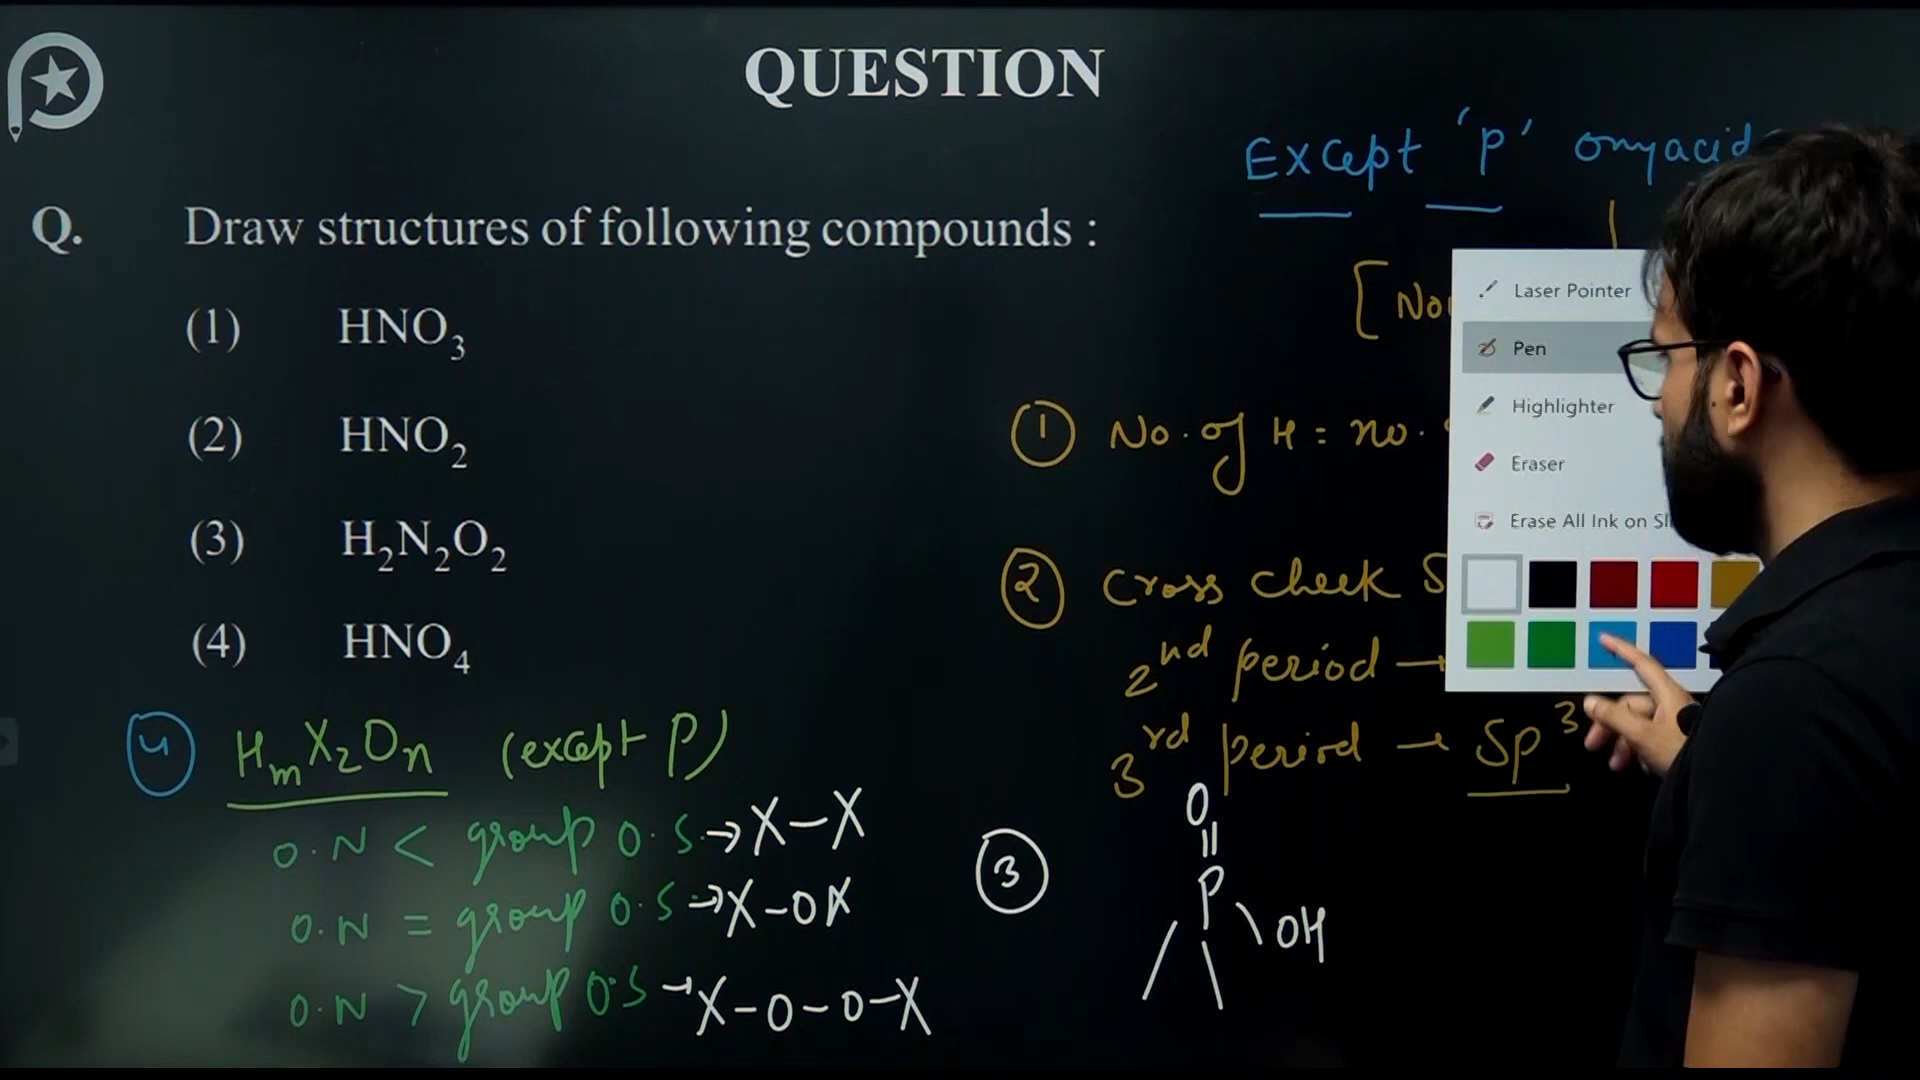 QUESTION
Except 'p' oxyacid
Q. Draw structures of following compounds :
(1) HNO3
(2) HNO2
(3) H2N2O2
(4) HNO4
Laser Pointer
Pen
Highlighter
Eraser
Erase All Ink on
① No. of H = no.
② Cross check
2nd period →
3rd period → Sp3
③
O
P
OH
④ HmX2On (except P)
O.N < group O.S. → X-X
O.N = group O.S → X-OX
O.N > group O.S → X-O-O-X